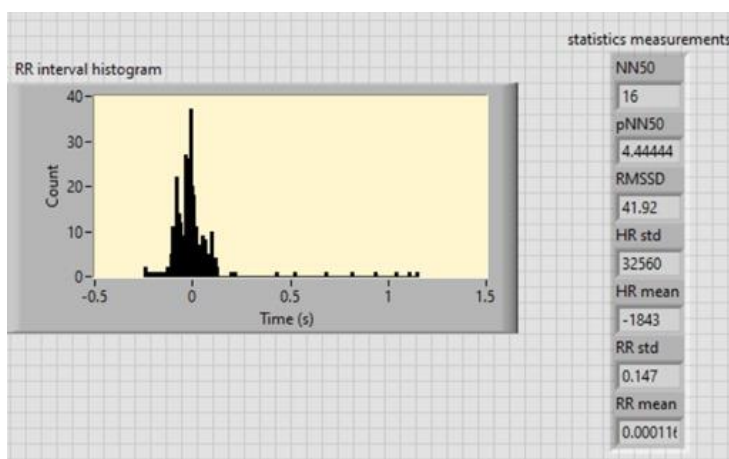 statistics measurements
RR interval histogram
NN50
16
pNN50
4.44444
RMSSD
41.92
HR std
32560
HR mean
-1843
RR std
0.147
RR mean
0.000116
40
30
20
10
0
Count
-0.5 0 0.5 1 1.5
Time (s)